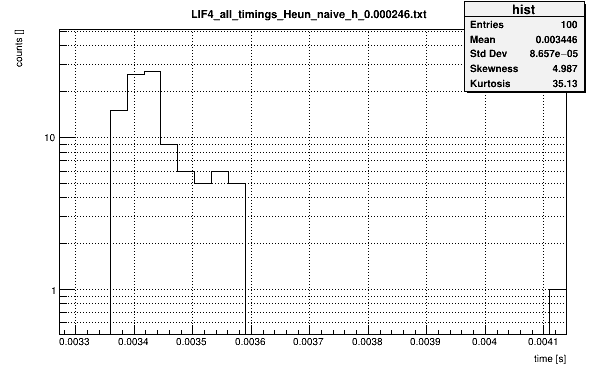 LIF4_all_timings_Heun_naive_h_0.000246.txt
hist
Entries 100
Mean 0.003446
Std Dev 8.657e−05
Skewness 4.987
Kurtosis 35.13
counts []
10
1
0.0033 0.0034 0.0035 0.0036 0.0037 0.0038 0.0039 0.004 0.0041
time [s]